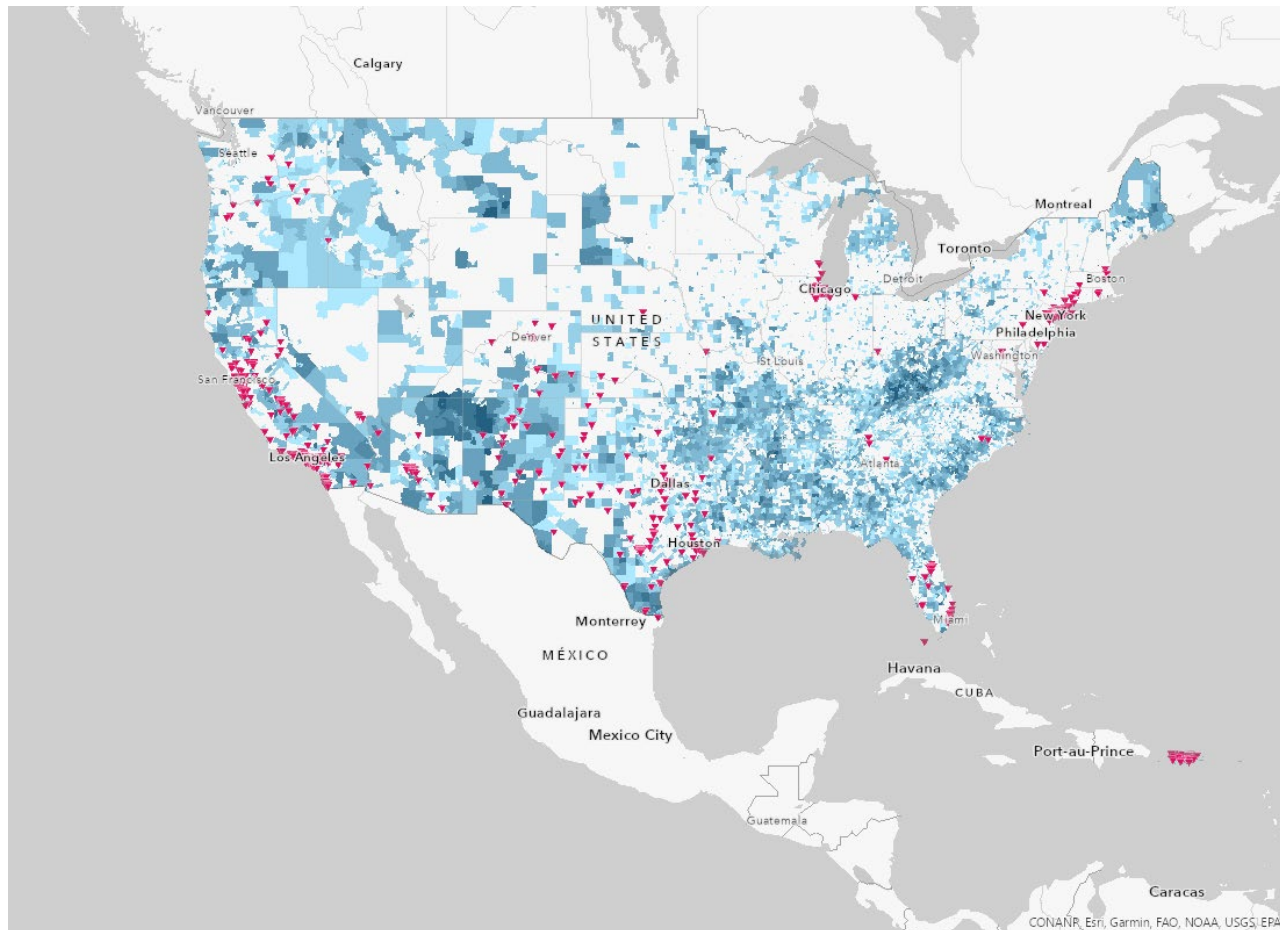 Calgary
Vancouver
Seattle
Montreal
Toronto
Boston
Detroit
Chicago
New York
Philadelphia
UNITED
STATES
Denver
Washington
St Louis
San Francisco
Los Angeles
Atlanta
Dallas
Houston
Monterrey
Miami
MÉXICO
Havana
CUBA
Guadalajara
Mexico City
Port-au-Prince
Guatemala
Caracas
CONANP, Esri, Garmin, FAO, NOAA, USGS, EPA